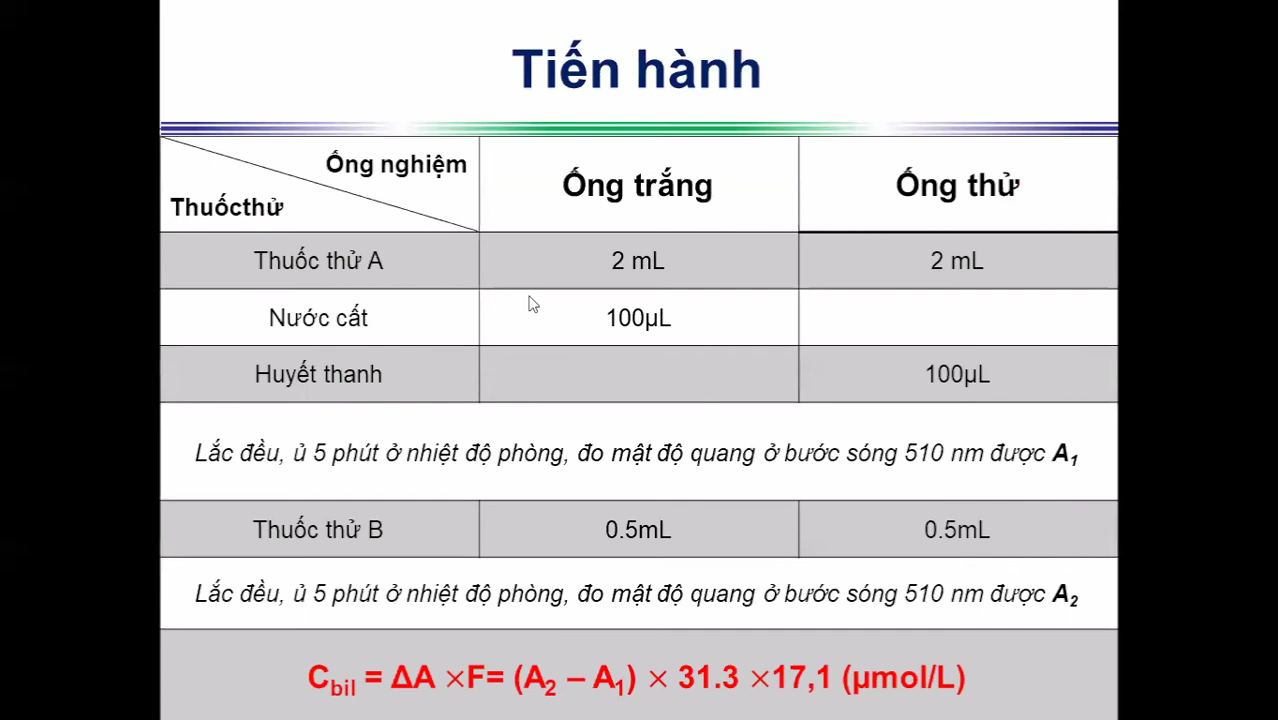 Tiến hành
Ống nghiệm
Thuốcthử
Ống trắng
Ống thử
Thuốc thử A
2 mL
2 mL
Nước cất
100µL
Huyết thanh
100µL
Lắc đều, ủ 5 phút ở nhiệt độ phòng, đo mật độ quang ở bước sóng 510 nm được A₁
Thuốc thử B
0.5mL
0.5mL
Lắc đều, ủ 5 phút ở nhiệt độ phòng, đo mật độ quang ở bước sóng 510 nm được A₂
C_bil = ΔA ×F= (A₂ – A₁) × 31.3 ×17,1 (µmol/L)